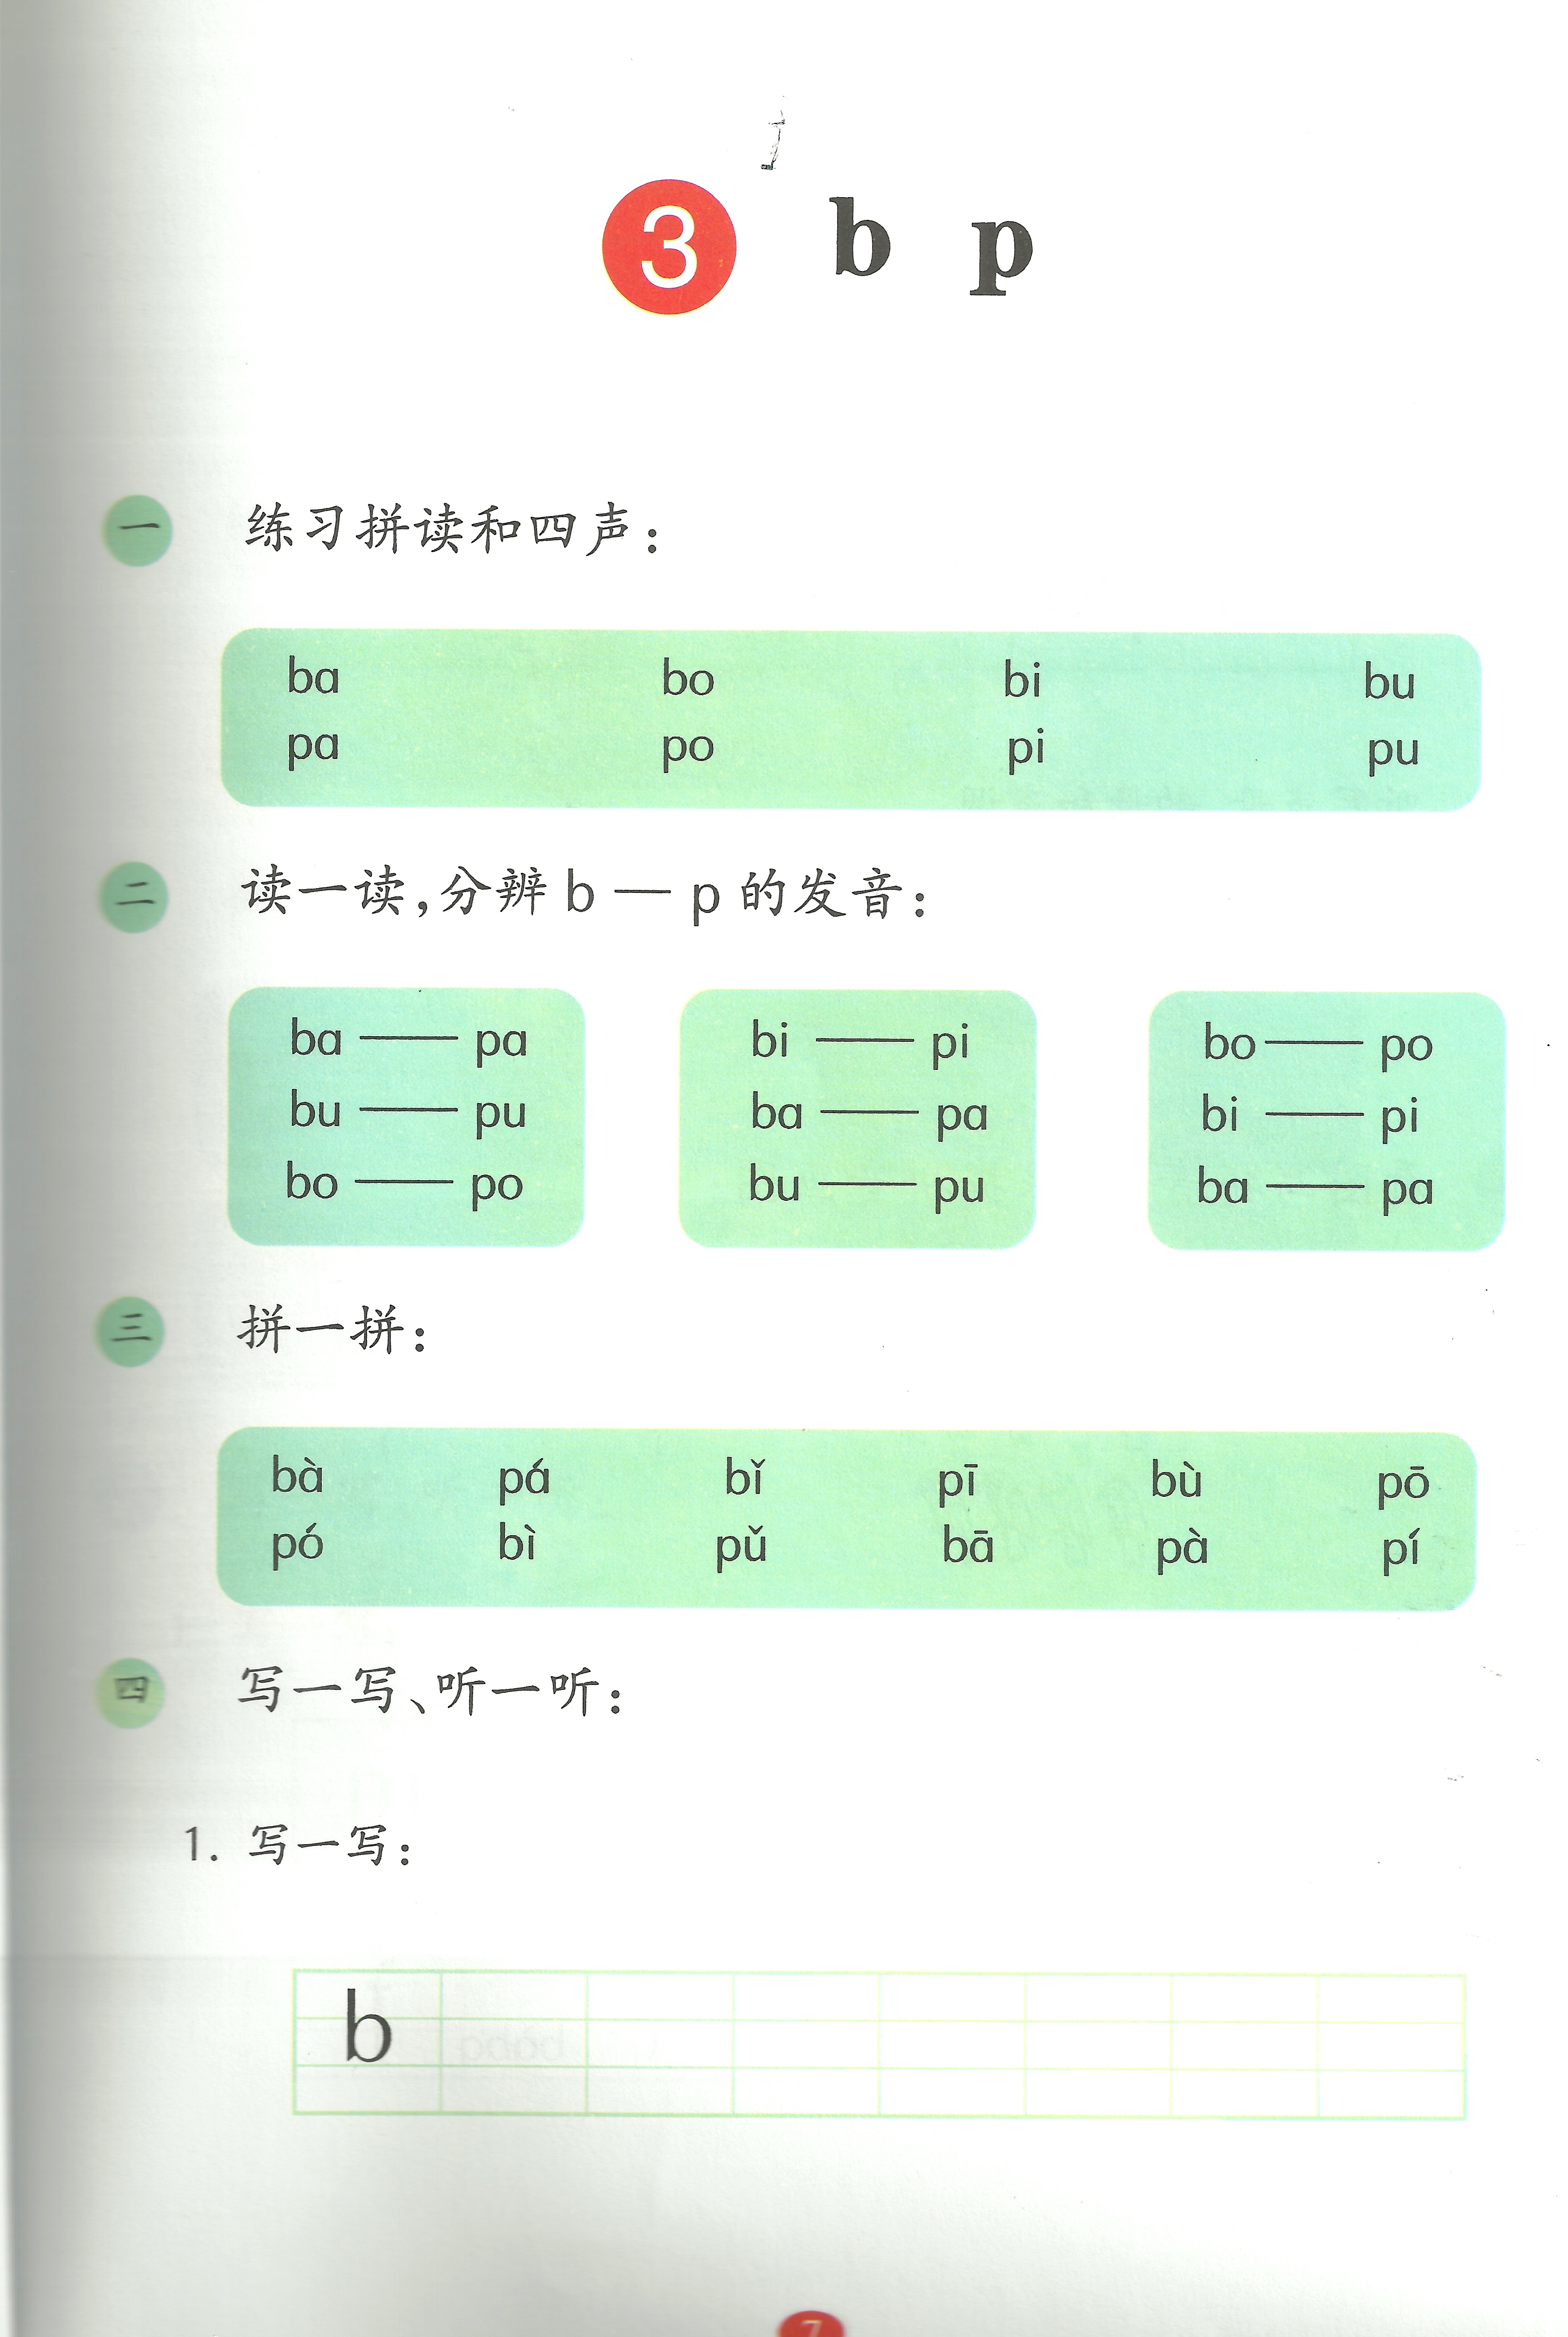 3 b p
一 练习拼读和四声：
ba bo bi bu
pa po pi pu
二 读一读，分辨 b — p 的发音：
ba —— pa bi —— pi bo —— po
bu —— pu ba —— pa bi —— pi
bo —— po bu —— pu ba —— pa
三 拼一拼：
bà pá bǐ pī bù pō
pó bì pǔ bā pà pí
四 写一写、听一听：
1. 写一写：
b
7